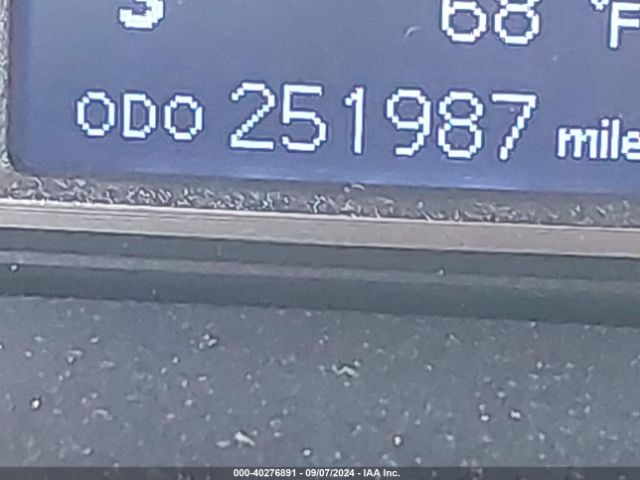 S 68 °F
ODO 251987 mile
000-40276891 - 09/07/2024 - IAA Inc.